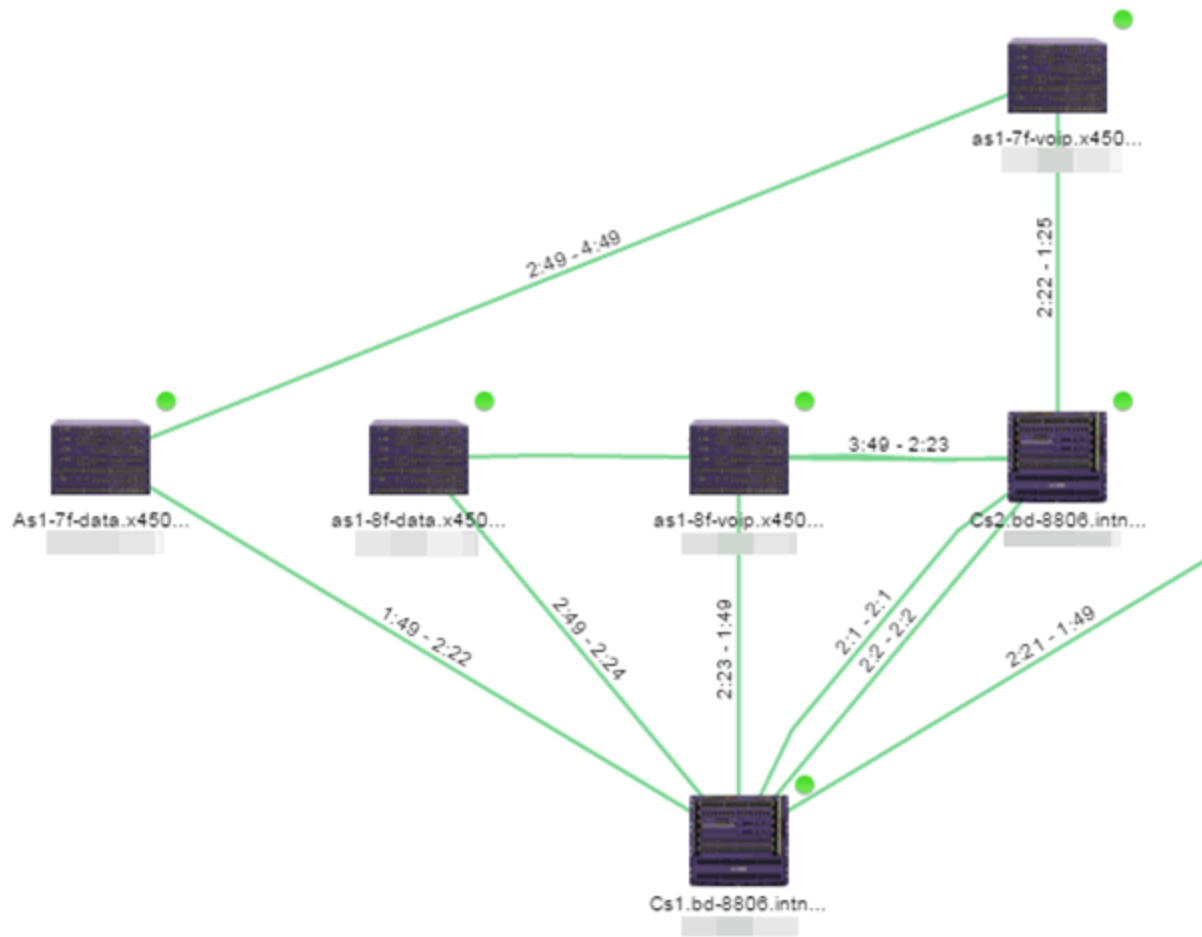 as1-7f-voip.x450...
2:49 - 4:49
2:22 - 1:25
3:49 - 2:23
As1-7f-data.x450...
as1-8f-data.x450...
as1-8f-voip.x450...
Cs2.bd-8806.intn...
1:49 - 2:22
2:49 - 2:24
2:23 - 1:49
2:1 - 2:1
2:2 - 2:2
2:21 - 1:49
Cs1.bd-8806.intn...